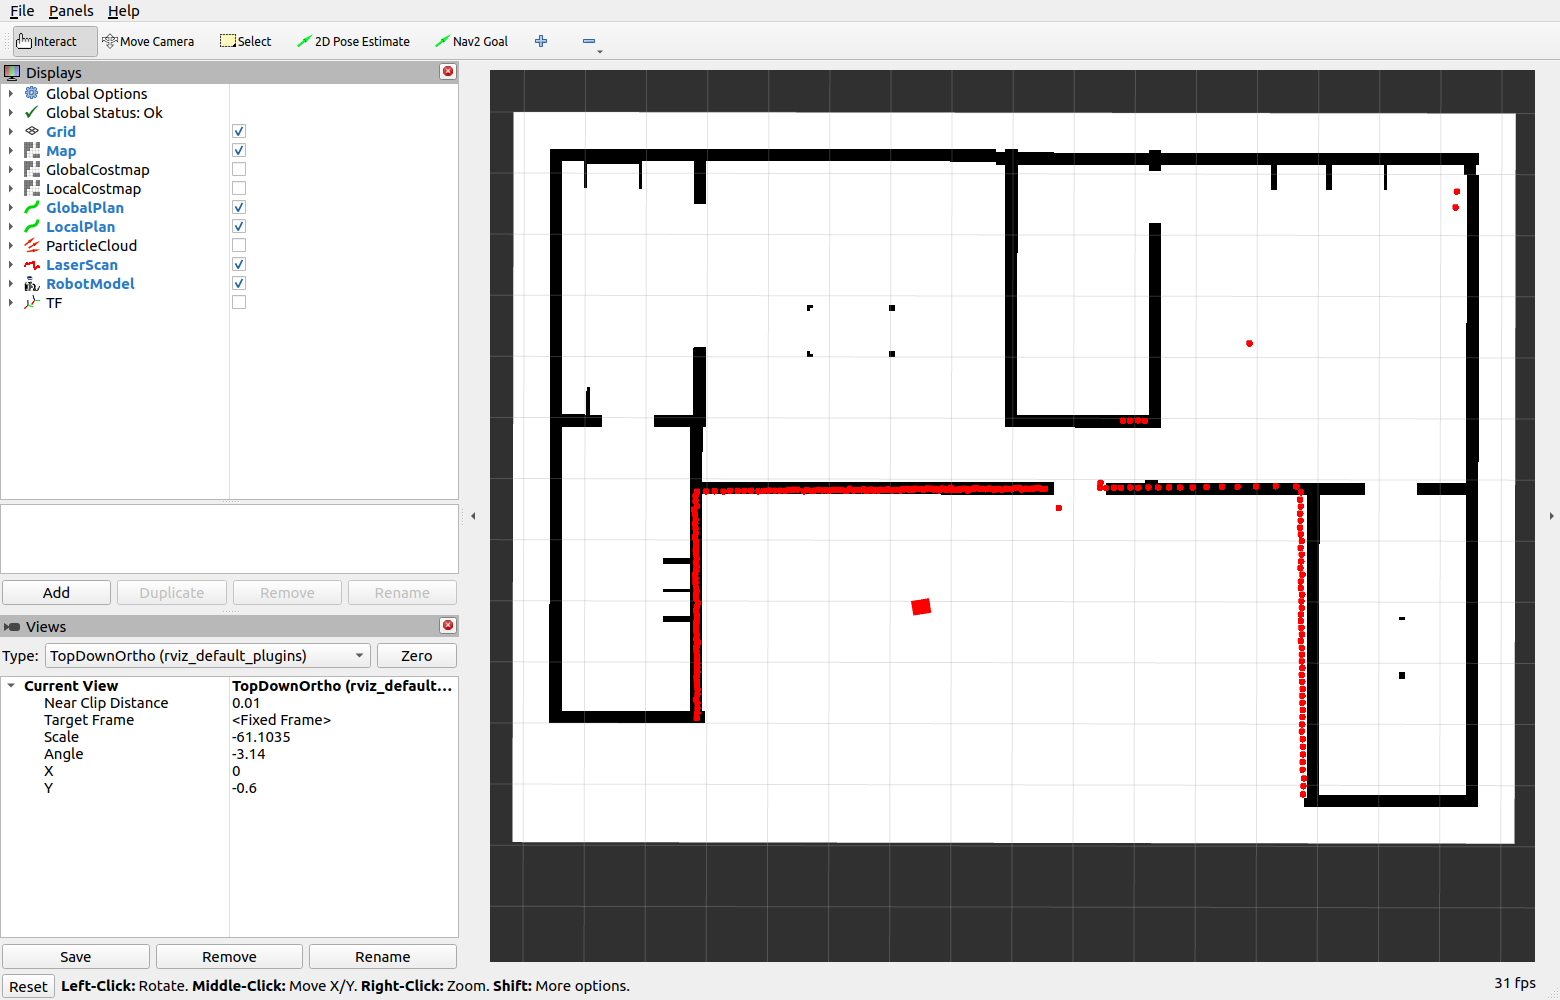 File Panels Help
Interact Move Camera Select 2D Pose Estimate Nav2 Goal
Displays
Global Options
Global Status: Ok
Grid
Map
GlobalCostmap
LocalCostmap
GlobalPlan
LocalPlan
ParticleCloud
LaserScan
RobotModel
TF
Add Duplicate Remove Rename
Views
Type: TopDownOrtho (rviz_default_plugins) Zero
Current View TopDownOrtho (rviz_default...
Near Clip Distance 0.01
Target Frame <Fixed Frame>
Scale -61.1035
Angle -3.14
X 0
Y -0.6
Save Remove Rename
Reset Left-Click: Rotate. Middle-Click: Move X/Y. Right-Click: Zoom. Shift: More options. 31 fps